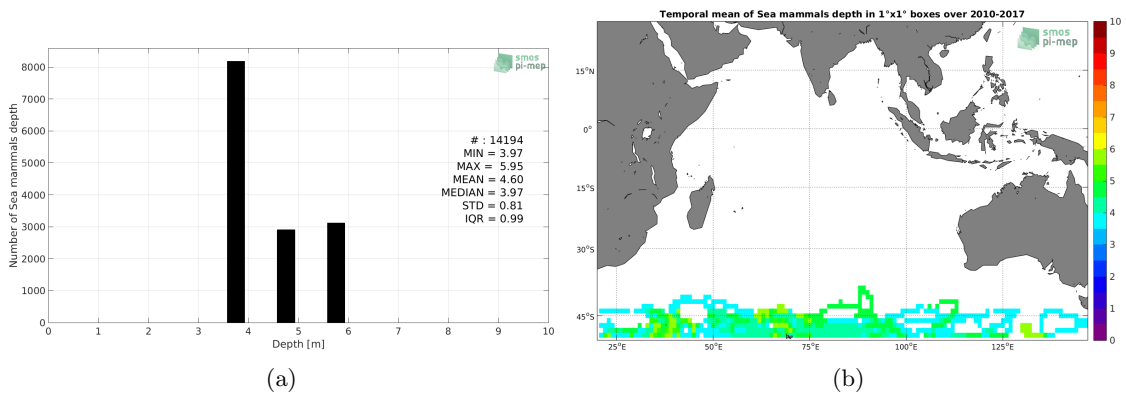 smos
pi-mep
8000
7000
6000
5000
4000
3000
2000
1000
0
Number of Sea mammals depth
# : 14194
MIN = 3.97
MAX = 5.95
MEAN = 4.60
MEDIAN = 3.97
STD = 0.81
IQR = 0.99
0 1 2 3 4 5 6 7 8 9 10
Depth [m]
(a)
Temporal mean of Sea mammals depth in 1°x1° boxes over 2010-2017
smos
pi-mep
15°N
0°
15°S
30°S
45°S
25°E 50°E 75°E 100°E 125°E
10
9
8
7
6
5
4
3
2
1
0
(b)